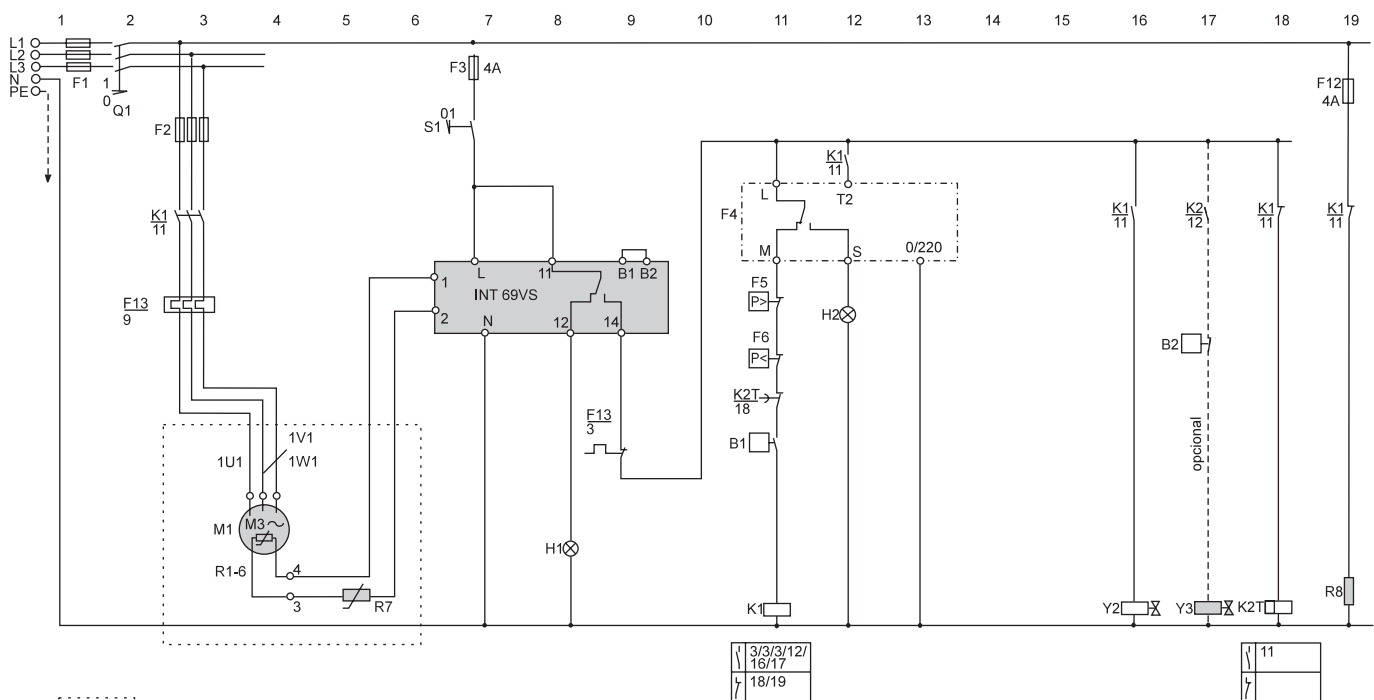 1 2 3 4 5 6 7 8 9 10 11 12 13 14 15 16 17 18 19
L1
L2
L3
N
PE
F1
1
0
Q1
F2
F3
4A
01
S1
F12
4A
K1
11
K1
11
L
T2
F4
M
S
0/220
K1
11
K2
12
K1
11
K1
11
1
2
L
11
B1
B2
INT 69VS
N
12
14
F13
9
F5
P>
F6
P<
K2T
18
B1
H2
B2
opcional
F13
3
1V1
1U1
1W1
M1
M3
R1-6
4
3
R7
H1
K1
Y2
Y3
K2T
R8
3/3/3/12/
16/17
18/19
11